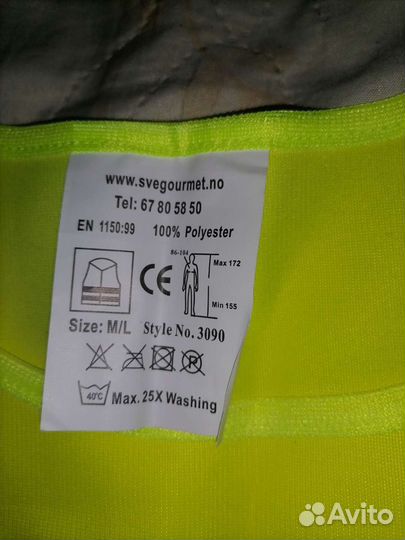 www.svegourmet.no
Tel: 67 80 58 50
EN 1150:99 100% Polyester
86-104
Max 172
CE
Min 155
Size: M/L Style No. 3090
40°C Max. 25X Washing
Avito